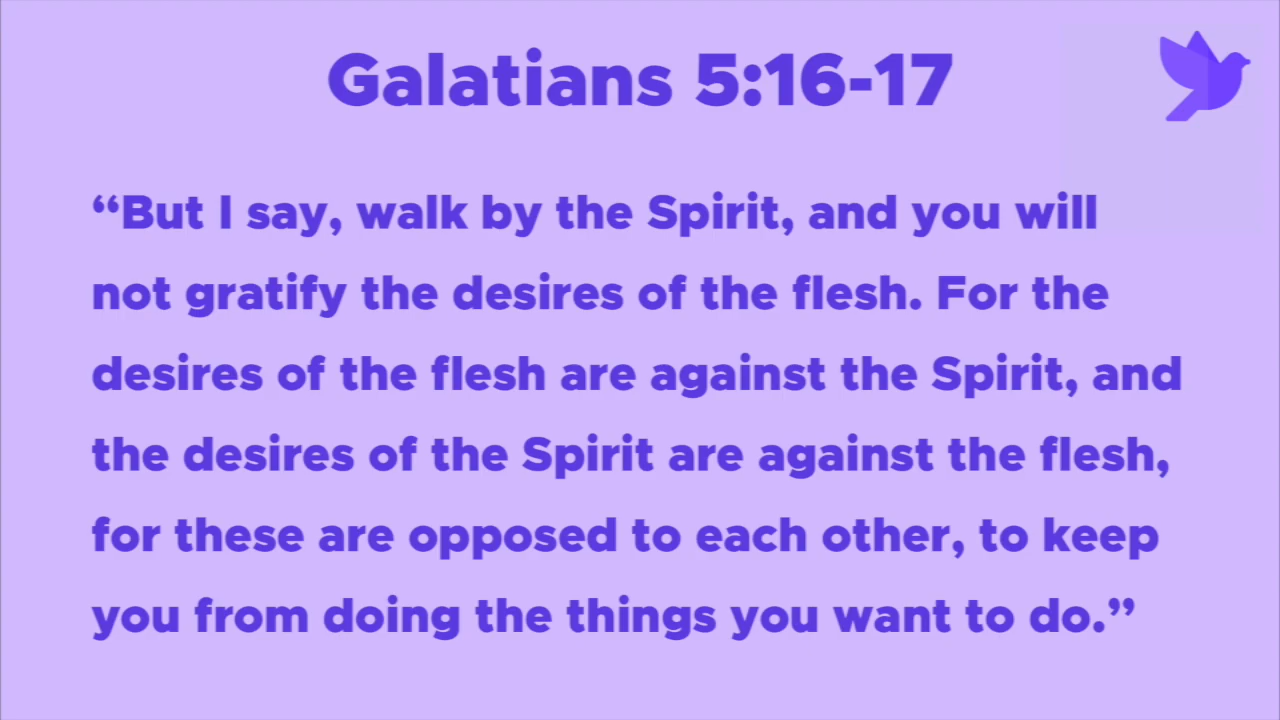 Galatians 5:16-17
“But I say, walk by the Spirit, and you will
not gratify the desires of the flesh. For the
desires of the flesh are against the Spirit, and
the desires of the Spirit are against the flesh,
for these are opposed to each other, to keep
you from doing the things you want to do.”